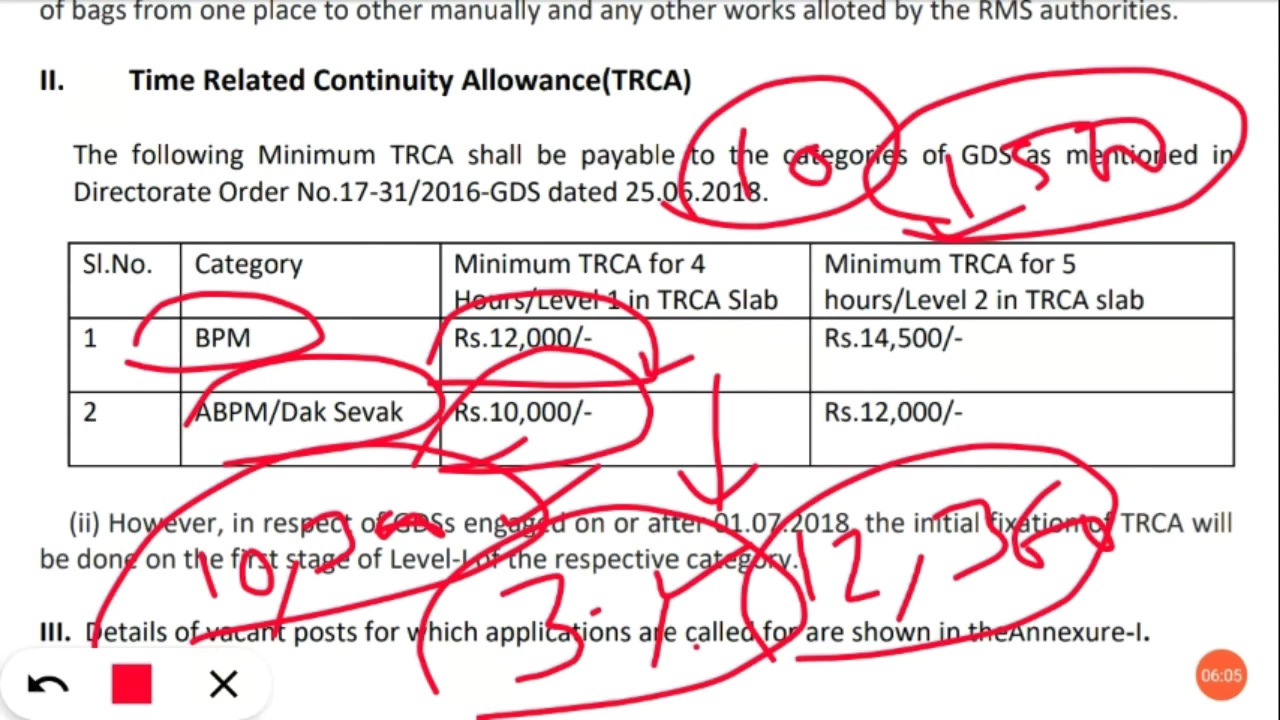 of bags from one place to other manually and any other works alloted by the RMS authorities.
II. Time Related Continuity Allowance(TRCA)
10 1500
The following Minimum TRCA shall be payable to the categories of GDS as mentioned in
Directorate Order No.17-31/2016-GDS dated 25.06.2018.
Sl.No. Category Minimum TRCA for 4 Hours/Level 1 in TRCA Slab Minimum TRCA for 5 hours/Level 2 in TRCA slab
1 BPM Rs.12,000/- Rs.14,500/-
2 ABPM/Dak Sevak Rs.10,000/- Rs.12,000/-
(ii) However, in respect of GDSs engaged on or after 01.07.2018, the initial fixation of TRCA will
be done on the first stage of Level-I of the respective category.
10,300 12,360
III. Details of vacant posts for which applications are called for are shown in theAnnexure-I.
06:05